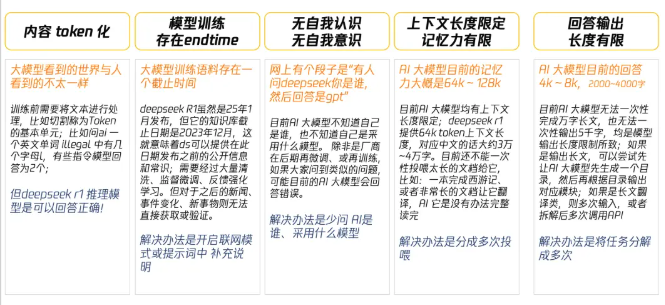 内容 token 化
大模型看到的世界与人
看到的不太一样
训练前需要将文本进行处
理，比如切割称为Token
的基本单元；比如问ai 一
个英文单词 illegal 中有几
个字母l，有些指令模型回
答为2个；
但deepseek r1 推理模
型是可以回答正确！
模型训练
存在endtime
大模型训练语料存在一
个截止时间
deepseek R1虽然是25年1
月发布，但它的知识库截
止日期是2023年12月，这
就意味着ds可以提供在此
日期发布之前的公开信息
和常识；需要经过大量清
洗、监督微调、反馈强化
学习。但对于之后的新闻、
事件变化、新事物则无法
直接获取或验证。
解决办法是开启联网模
式或提示词中 补充说
明
无自我认识
无自我意识
网上有个段子是“有人
问deepseek你是谁，
然后回答是gpt”
目前AI 大模型不知道自己
是谁，也不知道自己是采
用什么模型。除非是厂商
在后期再微调、或再训练，
如果大家问到类似的问题，
可能目前的AI 大模型会回
答错误。
解决办法是少问 AI是
谁、采用什么模型
上下文长度限定
记忆力有限
AI 大模型目前的记忆
力大概是64k～128k
目前AI 大模型均有上下文
长度限定；deepseek r1
提供64k token上下文长
度，对应中文的话大约3万
~4万字。目前还不能一次
性投喂太长的文档给它，
比如：一本完成西游记、
或者非常长的文档让它翻
译，AI 它是没有办法完整
读完
解决办法是分成多次投
喂
回答输出
长度有限
AI 大模型目前的回答
4k～8k，2000~4000字
目前AI 大模型无法一次性
完成万字长文，也无法一
次性输出5千字，均是模型
输出长度限制所致；如果
是输出长文，可以尝试先
让AI 大模型先生成一个目
录，然后再根据目录输出
对应模块；如果是长文翻
译类，则多次输入，或者
拆解后多次调用API
解决办法是将任务分解
成多次